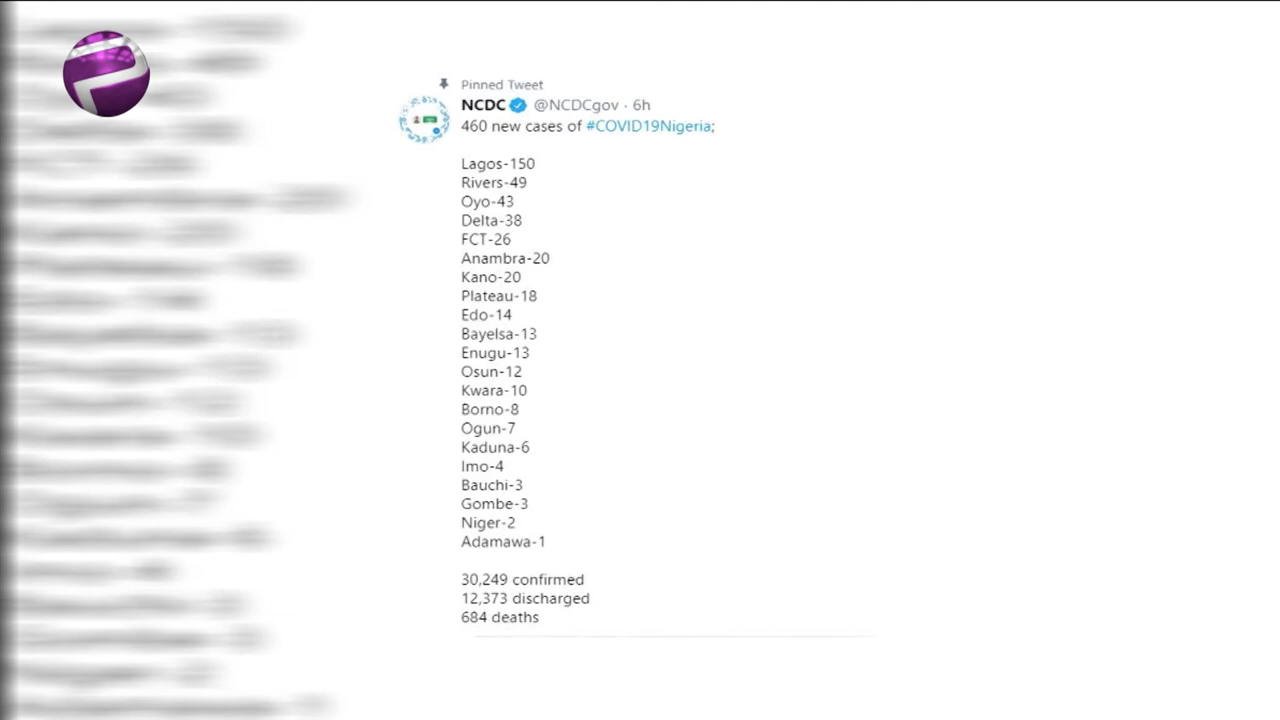 Pinned Tweet
NCDC @NCDCgov · 6h
460 new cases of #COVID19Nigeria;
Lagos-150
Rivers-49
Oyo-43
Delta-38
FCT-26
Anambra-20
Kano-20
Plateau-18
Edo-14
Bayelsa-13
Enugu-13
Osun-12
Kwara-10
Borno-8
Ogun-7
Kaduna-6
Imo-4
Bauchi-3
Gombe-3
Niger-2
Adamawa-1
30,249 confirmed
12,373 discharged
684 deaths